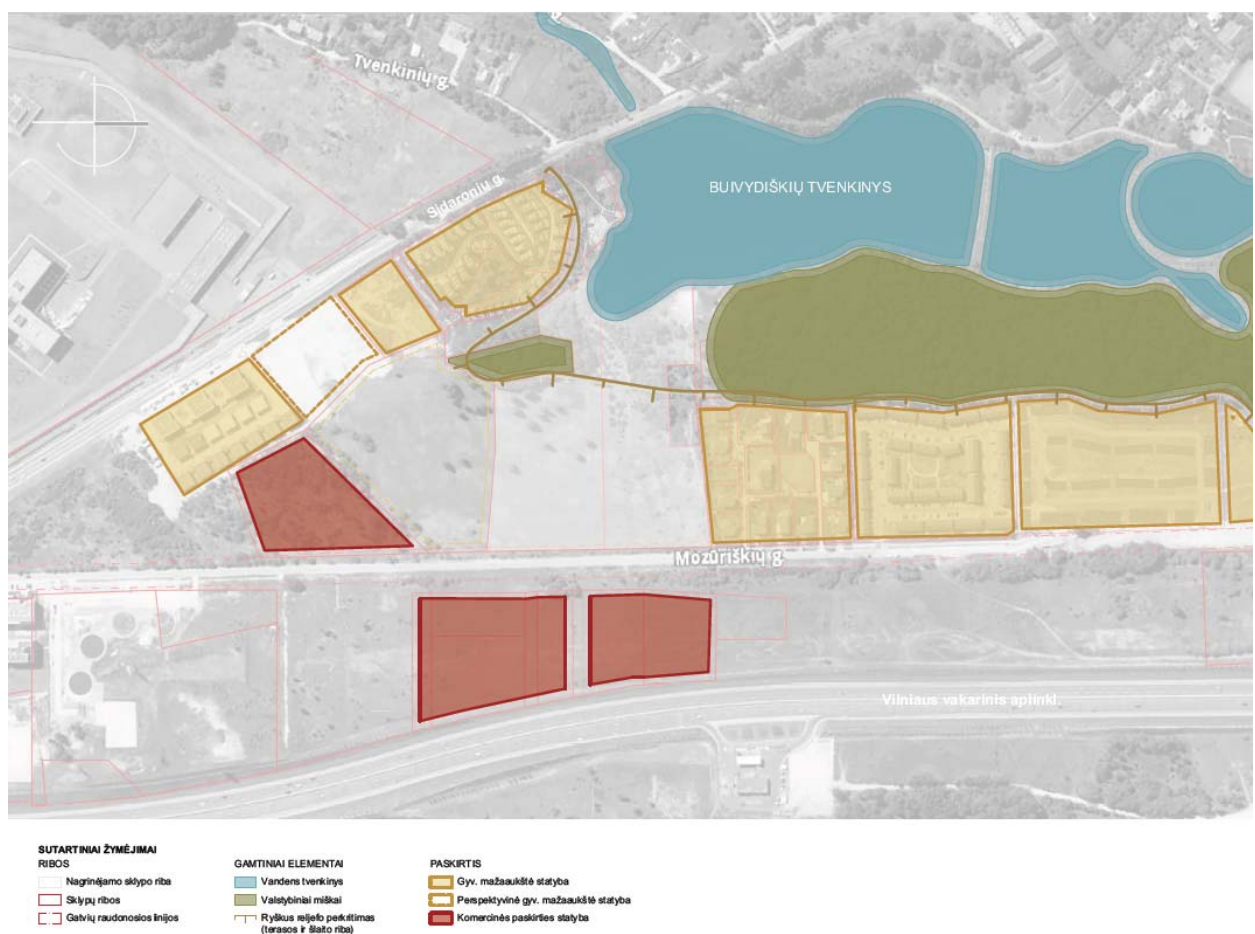 Tvenkinių g.
Sidaronių g.
BUIVYDIŠKIŲ TVENKINYS
Mozūriškių g.
Vilniaus vakarinis aplinkl.
SUTARTINIAI ŽYMĖJIMAI
RIBOS
Nagrinėjamo sklypo riba
Sklypų ribos
Gatvių raudonosios linijos
GAMTINIAI ELEMENTAI
Vandens tvenkinys
Valstybiniai miškai
Ryškus reljefo perkritimas
(terasos ir šlaito riba)
PASKIRTIS
Gyv. mažaaukštė statyba
Perspektyvinė gyv. mažaaukštė statyba
Komercinės paskirties statyba